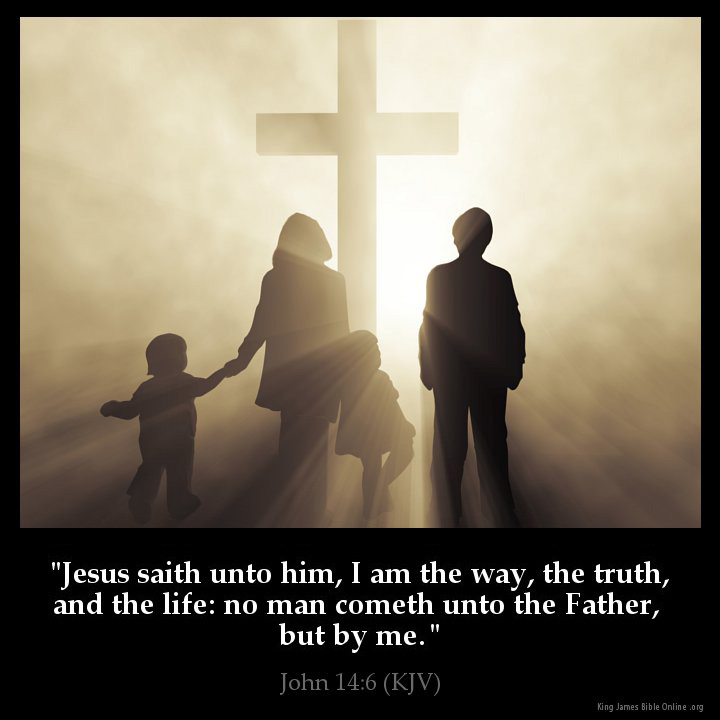 "Jesus saith unto him, I am the way, the truth,
and the life: no man cometh unto the Father,
but by me."
John 14:6 (KJV)
King James Bible Online .org